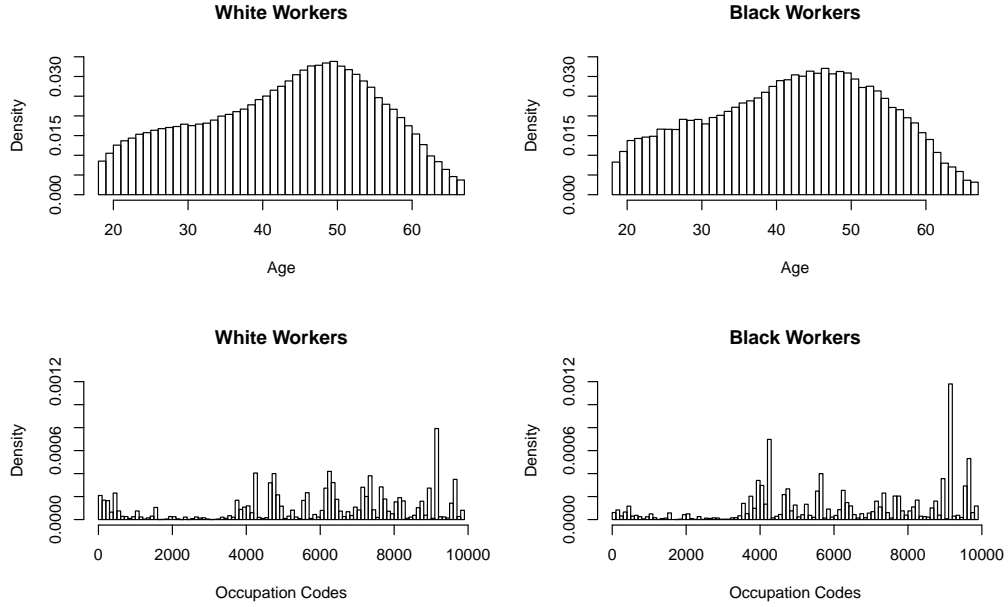 White Workers
Density
0.000 0.015 0.030
20 30 40 50 60
Age
Black Workers
Density
0.000 0.015 0.030
20 30 40 50 60
Age
White Workers
Density
0.0000 0.0006 0.0012
0 2000 4000 6000 8000 10000
Occupation Codes
Black Workers
Density
0.0000 0.0006 0.0012
0 2000 4000 6000 8000 10000
Occupation Codes